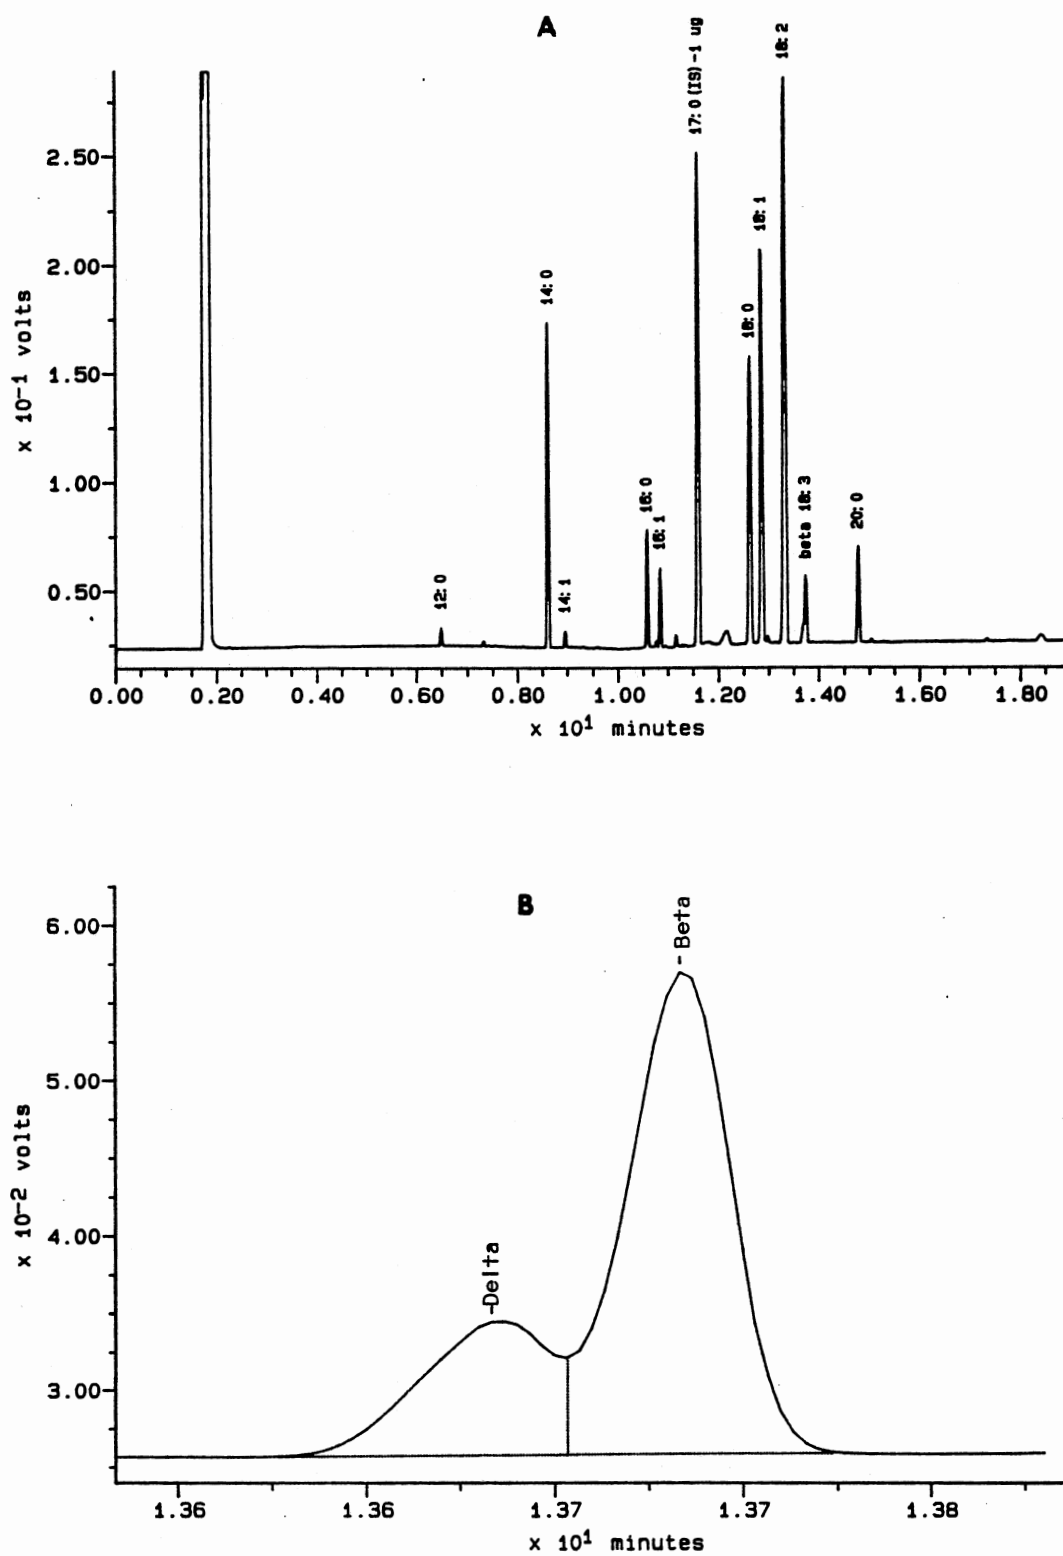 A
x 10-1 volts
2.50
2.00
1.50
1.00
0.50
12:0
14:0
14:1
16:0
16:1
17:0(IS)-1 ug
18:0
18:1
18:2
beta 18:3
20:0
0.00 0.20 0.40 0.60 0.80 1.00 1.20 1.40 1.60 1.80
x 10¹ minutes
B
x 10-2 volts
6.00
5.00
4.00
3.00
-Delta
- Beta
1.36 1.36 1.37 1.37 1.38
x 10¹ minutes